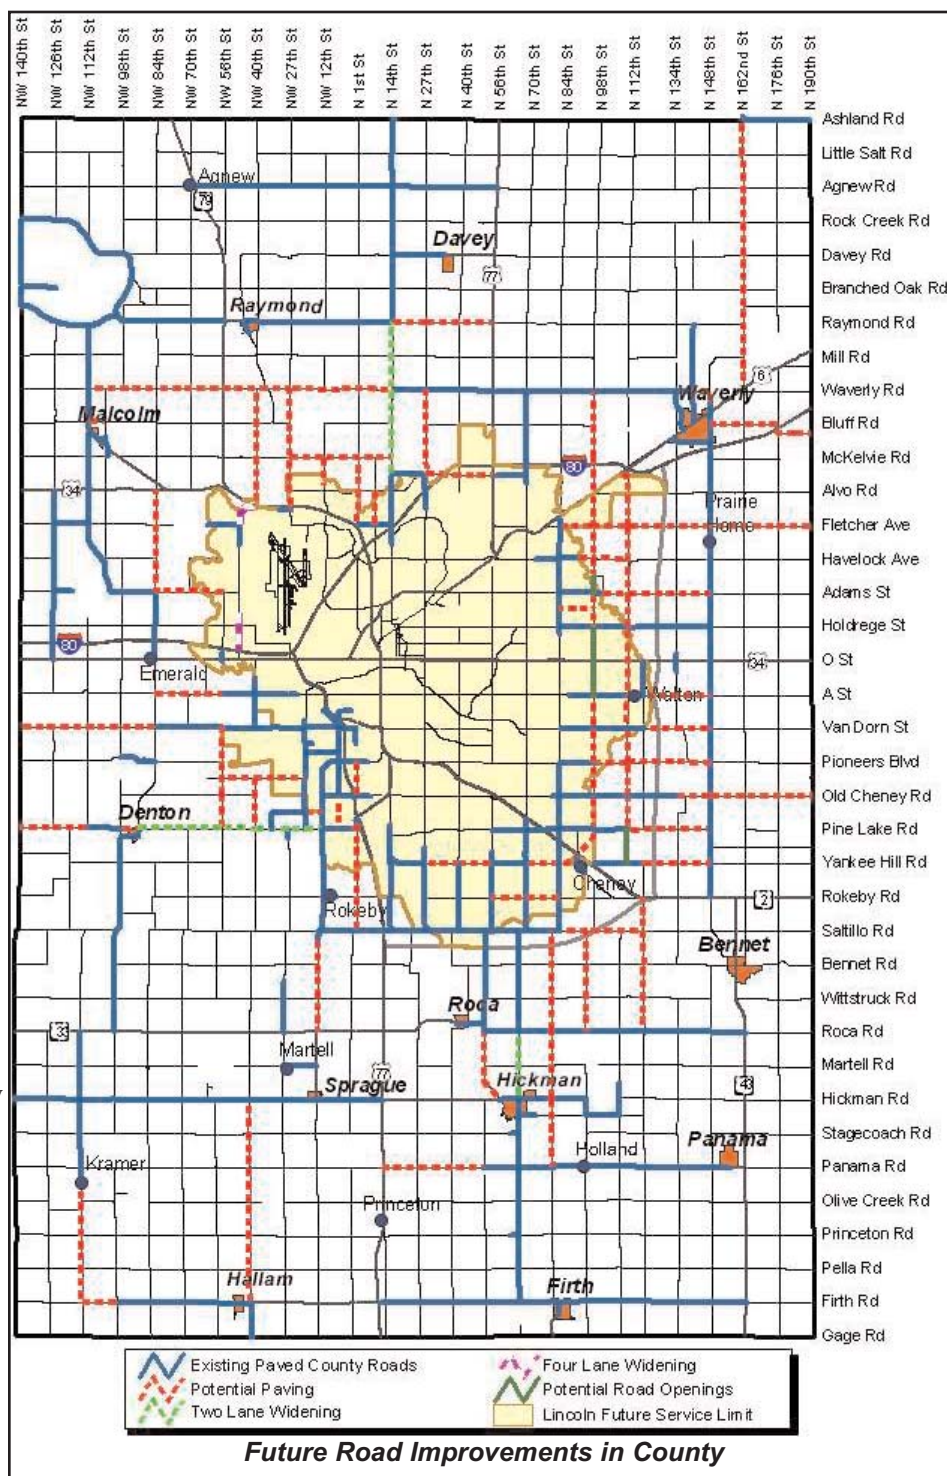 NW 140th St
NW 126th St
NW 112th St
NW 98th St
NW 84th St
NW 70th St
NW 56th St
NW 40th St
NW 27th St
NW 12th St
N 1st St
N 14th St
N 27th St
N 40th St
N 56th St
N 70th St
N 84th St
N 98th St
N 112th St
N 134th St
N 148th St
162nd St
N 176th St
N 190th St
Ashland Rd
Little Salt Rd
Agnew
Agnew Rd
79
Rock Creek Rd
Davey
Davey Rd
77
Branched Oak Rd
Raymond
Raymond Rd
Mill Rd
6
Waverly
Waverly Rd
Malcolm
Bluff Rd
McKelvie Rd
80
34
Alvo Rd
Prairie
Home
Fletcher Ave
Havelock Ave
Adams St
Holdrege St
80
O St
34
Emerald
Walton
A St
Van Dorn St
Pioneers Blvd
Old Cheney Rd
Denton
Pine Lake Rd
Yankee Hill Rd
Cheney
Rokeby
2
Rokeby Rd
Saltillo Rd
Bennet
Bennet Rd
Wittstruck Rd
Roca
33
Roca Rd
Martell
Martell Rd
77
43
Sprague
Hickman
Hickman Rd
Stagecoach Rd
Panama
Holland
Kramer
Panama Rd
Olive Creek Rd
Princeton
Princeton Rd
Pella Rd
Hallam
Firth
Firth Rd
Gage Rd
Existing Paved County Roads
Potential Paving
Two Lane Widening
Four Lane Widening
Potential Road Openings
Lincoln Future Service Limit
Future Road Improvements in County